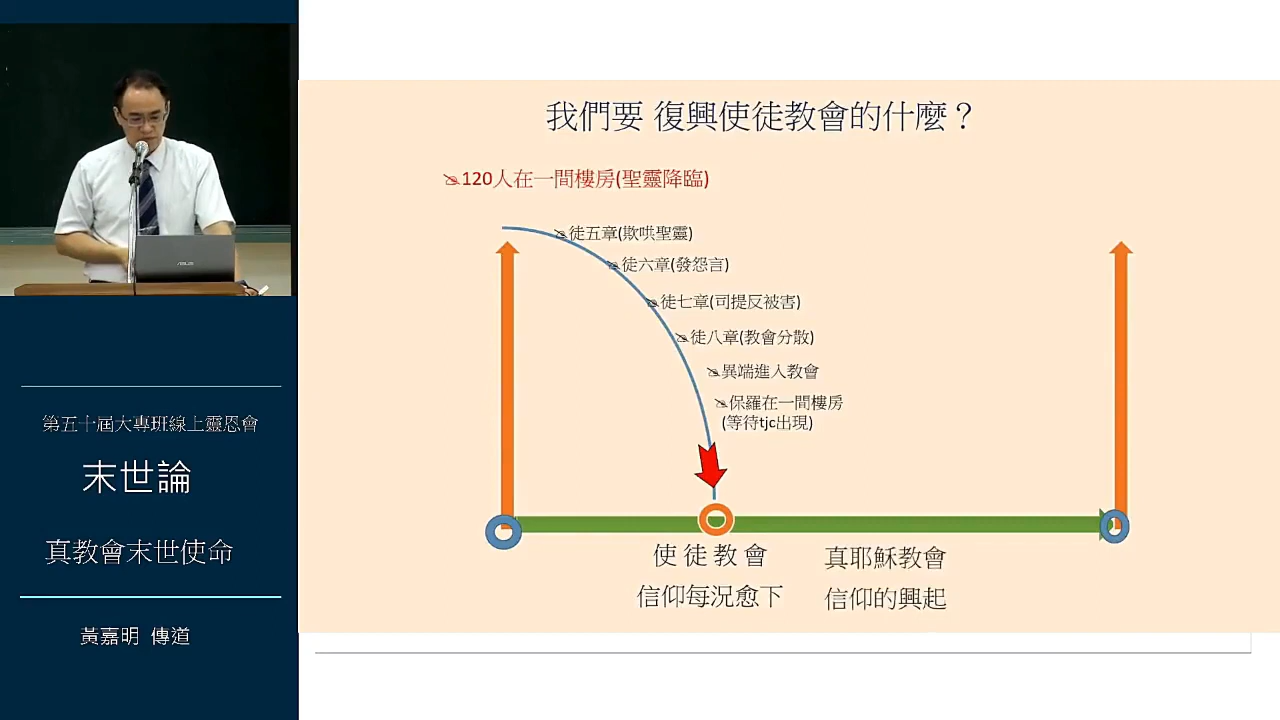 我們要 復興使徒教會的什麼？
120人在一間樓房(聖靈降臨)
徒五章(欺哄聖靈)
徒六章(發怨言)
徒七章(司提反被害)
徒八章(教會分散)
異端進入教會
保羅在一間樓房
(等待tjc出現)
使徒教會
信仰每況愈下
真耶穌教會
信仰的興起
ASUS
第五十屆大專班線上靈恩會
末世論
真教會末世使命
黃嘉明 傳道